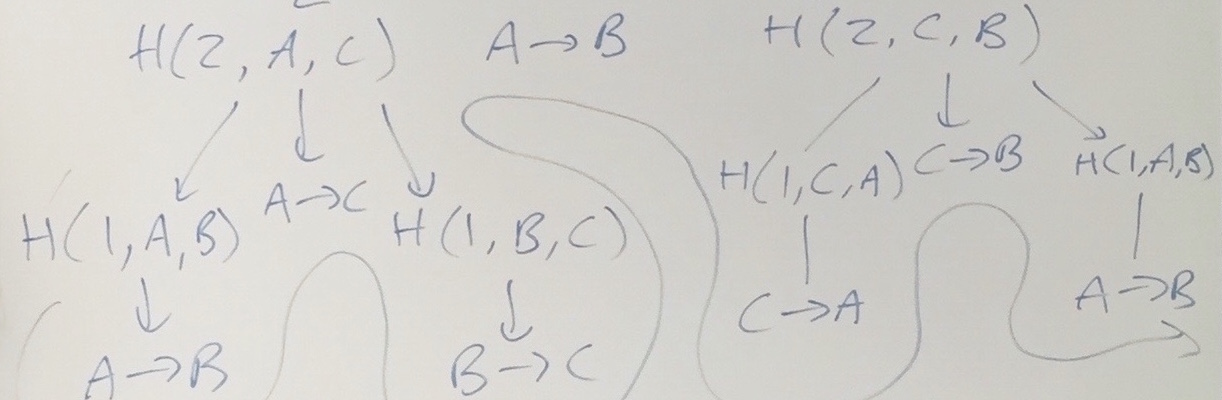 H(2, A, C) A→B H(2, C, B)
H(1, C, A) C→B H(1, A, B)
H(1, A, B) A→C H(1, B, C)
C→A A→B
A→B B→C